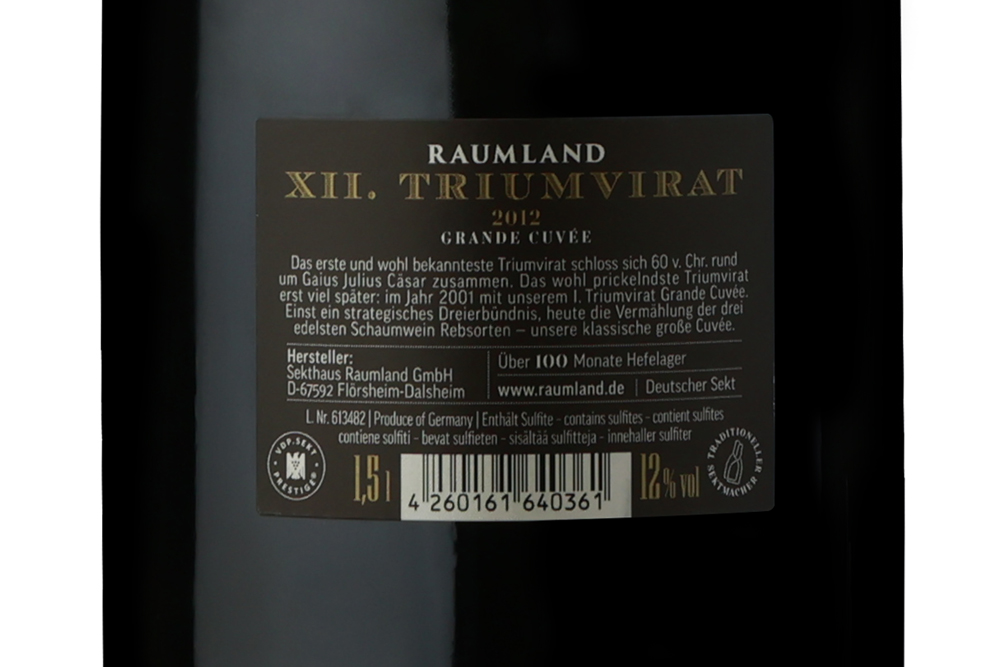 RAUMLAND
XII. TRIUMVIRAT
2012
GRANDE CUVÉE
Das erste und wohl bekannteste Triumvirat schloss sich 60 v. Chr. rund
um Gaius Julius Cäsar zusammen. Das wohl prickelndste Triumvirat
erst viel später: im Jahr 2001 mit unserem I. Triumvirat Grande Cuvée.
Einst ein strategisches Dreierbündnis, heute die Vermählung der drei
edelsten Schaumwein Rebsorten – unsere klassische große Cuvée.
Hersteller:
Sekthaus Raumland GmbH
D-67592 Flörsheim-Dalsheim
Über 100 Monate Hefelager
www.raumland.de | Deutscher Sekt
L. Nr. 613482 | Produce of Germany | Enthält Sulfite - contains sulfites - contient sulfites
contiene solfiti - bevat sulfieten - sisältää sulfitteja - innehaller sulfiter
VDP.SEKT
PRESTIGE®
1,5 l
4 260161 640361
12% vol
TRADITIONELLER
SEKTMACHER